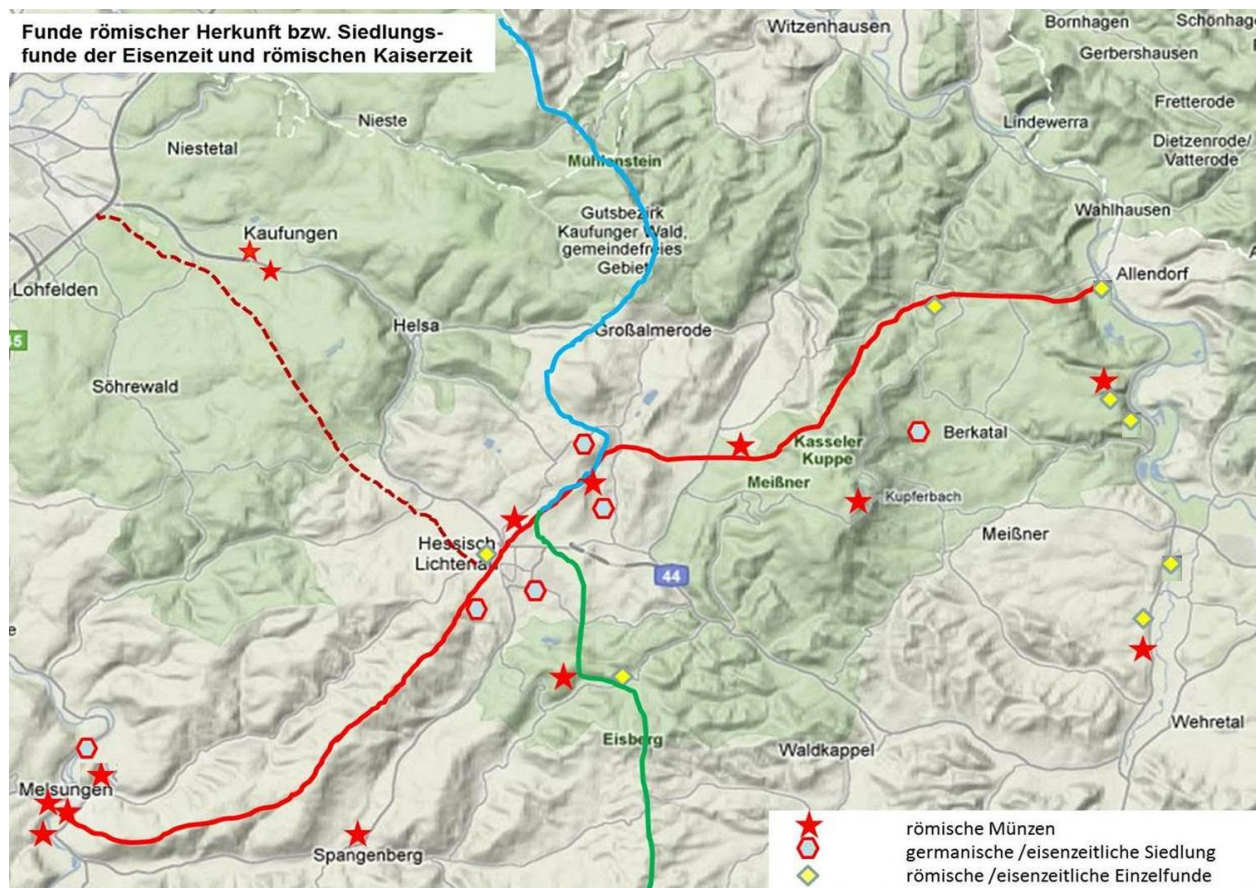 Funde römischer Herkunft bzw. Siedlungs-
funde der Eisenzeit und römischen Kaiserzeit
Witzenhausen
Bornhagen
Schönhag
Gerbershausen
Nieste
Fretterode
Niestetal
Lindewerra
Dietzenrode/
Vatterode
Mühlenstein
Gutsbezirk
Kaufunger Wald,
gemeindefreies
Gebiet
Wahlhausen
Kaufungen
Allendorf
Lohfelden
Helsa
Großalmerode
45
Söhrewald
Kasseler
Kuppe
Berkatal
Meißner
Kupferbach
Meißner
Hessisch
Lichtenau
44
Wehretal
Eisberg
Waldkappel
Melsungen
Spangenberg
römische Münzen
germanische /eisenzeitliche Siedlung
römische /eisenzeitliche Einzelfunde